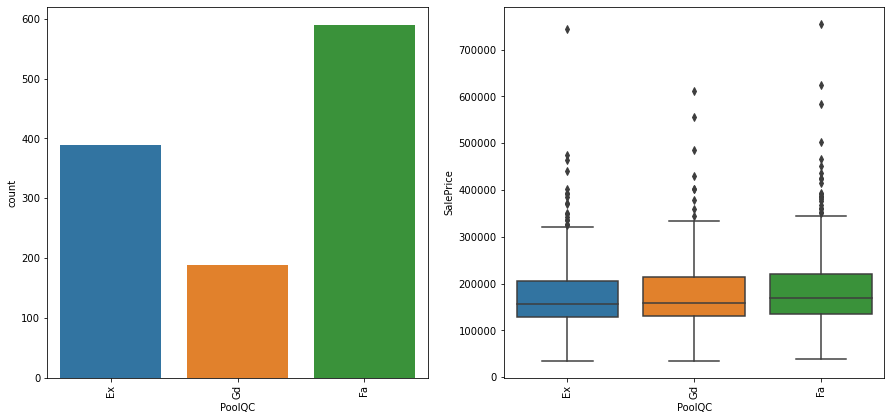 600
500
400
300
200
100
0
count
Ex
Gd
Fa
PoolQC
700000
600000
500000
400000
300000
200000
100000
0
SalePrice
Ex
Gd
Fa
PoolQC